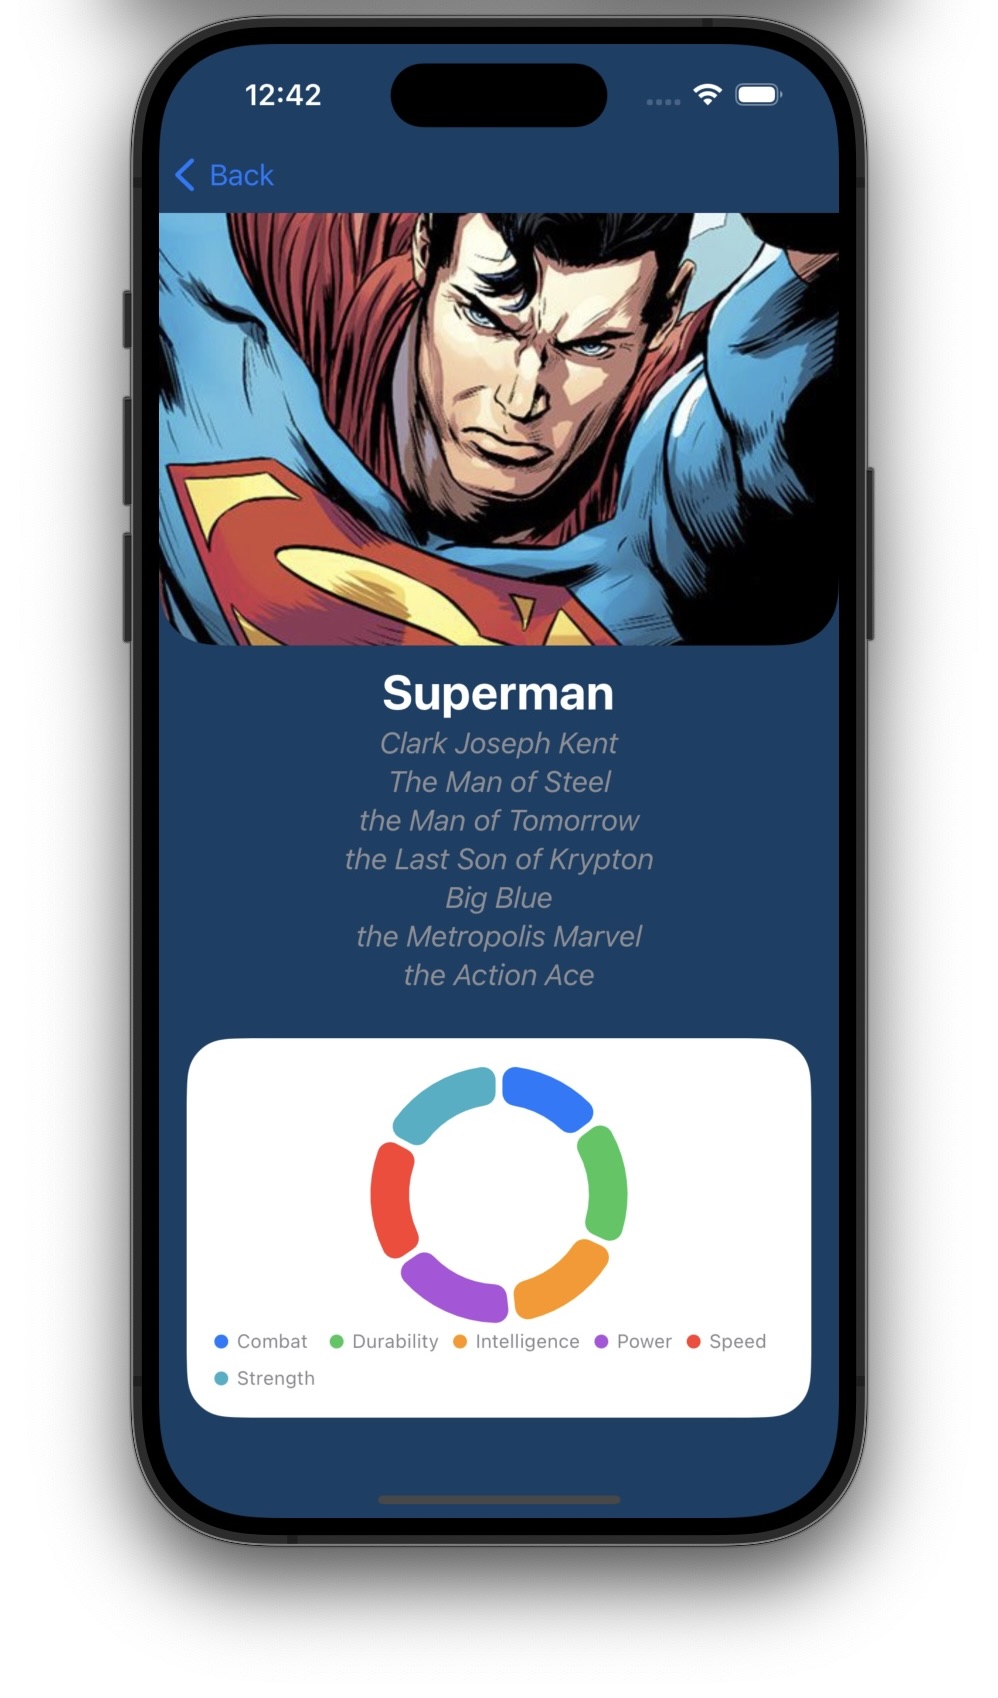 12:42
Back
Superman
Clark Joseph Kent
The Man of Steel
the Man of Tomorrow
the Last Son of Krypton
Big Blue
the Metropolis Marvel
the Action Ace
Combat Durability Intelligence Power Speed
Strength